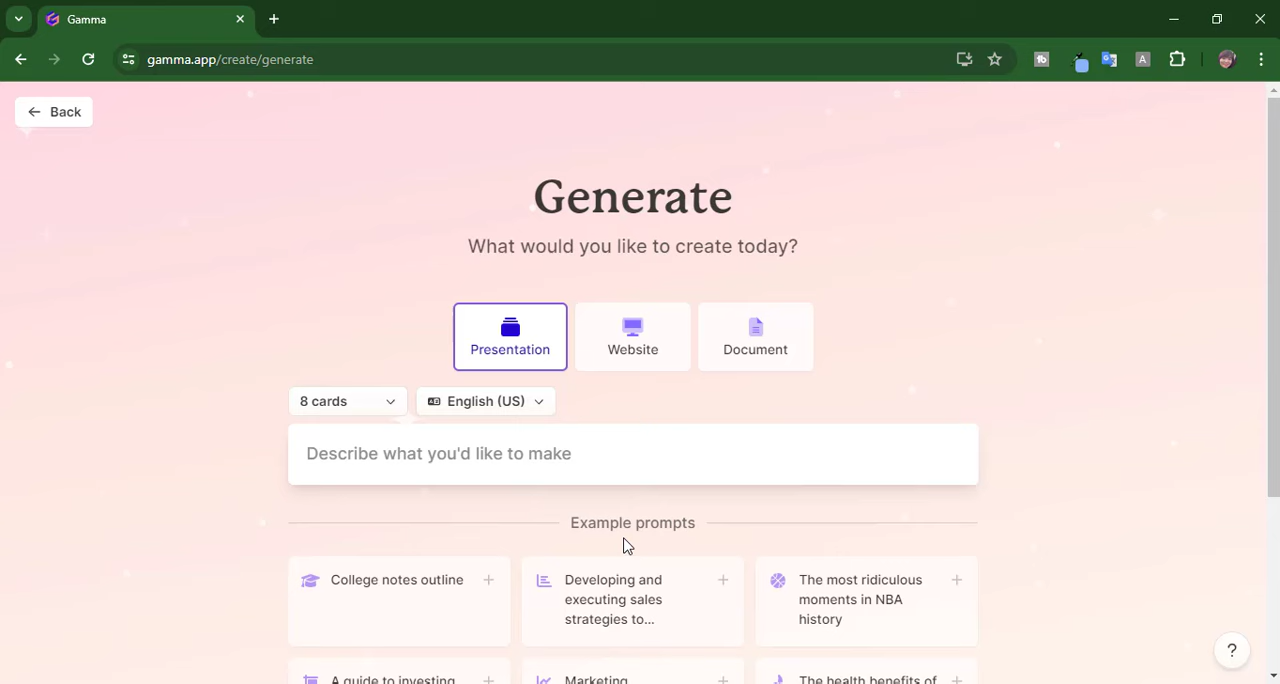 Gamma
gamma.app/create/generate
Back
Generate
What would you like to create today?
Presentation
Website
Document
8 cards
English (US)
Describe what you'd like to make
Example prompts
College notes outline
Developing and
executing sales
strategies to...
The most ridiculous
moments in NBA
history
A guide to investing
Marketing
The health benefits of
?